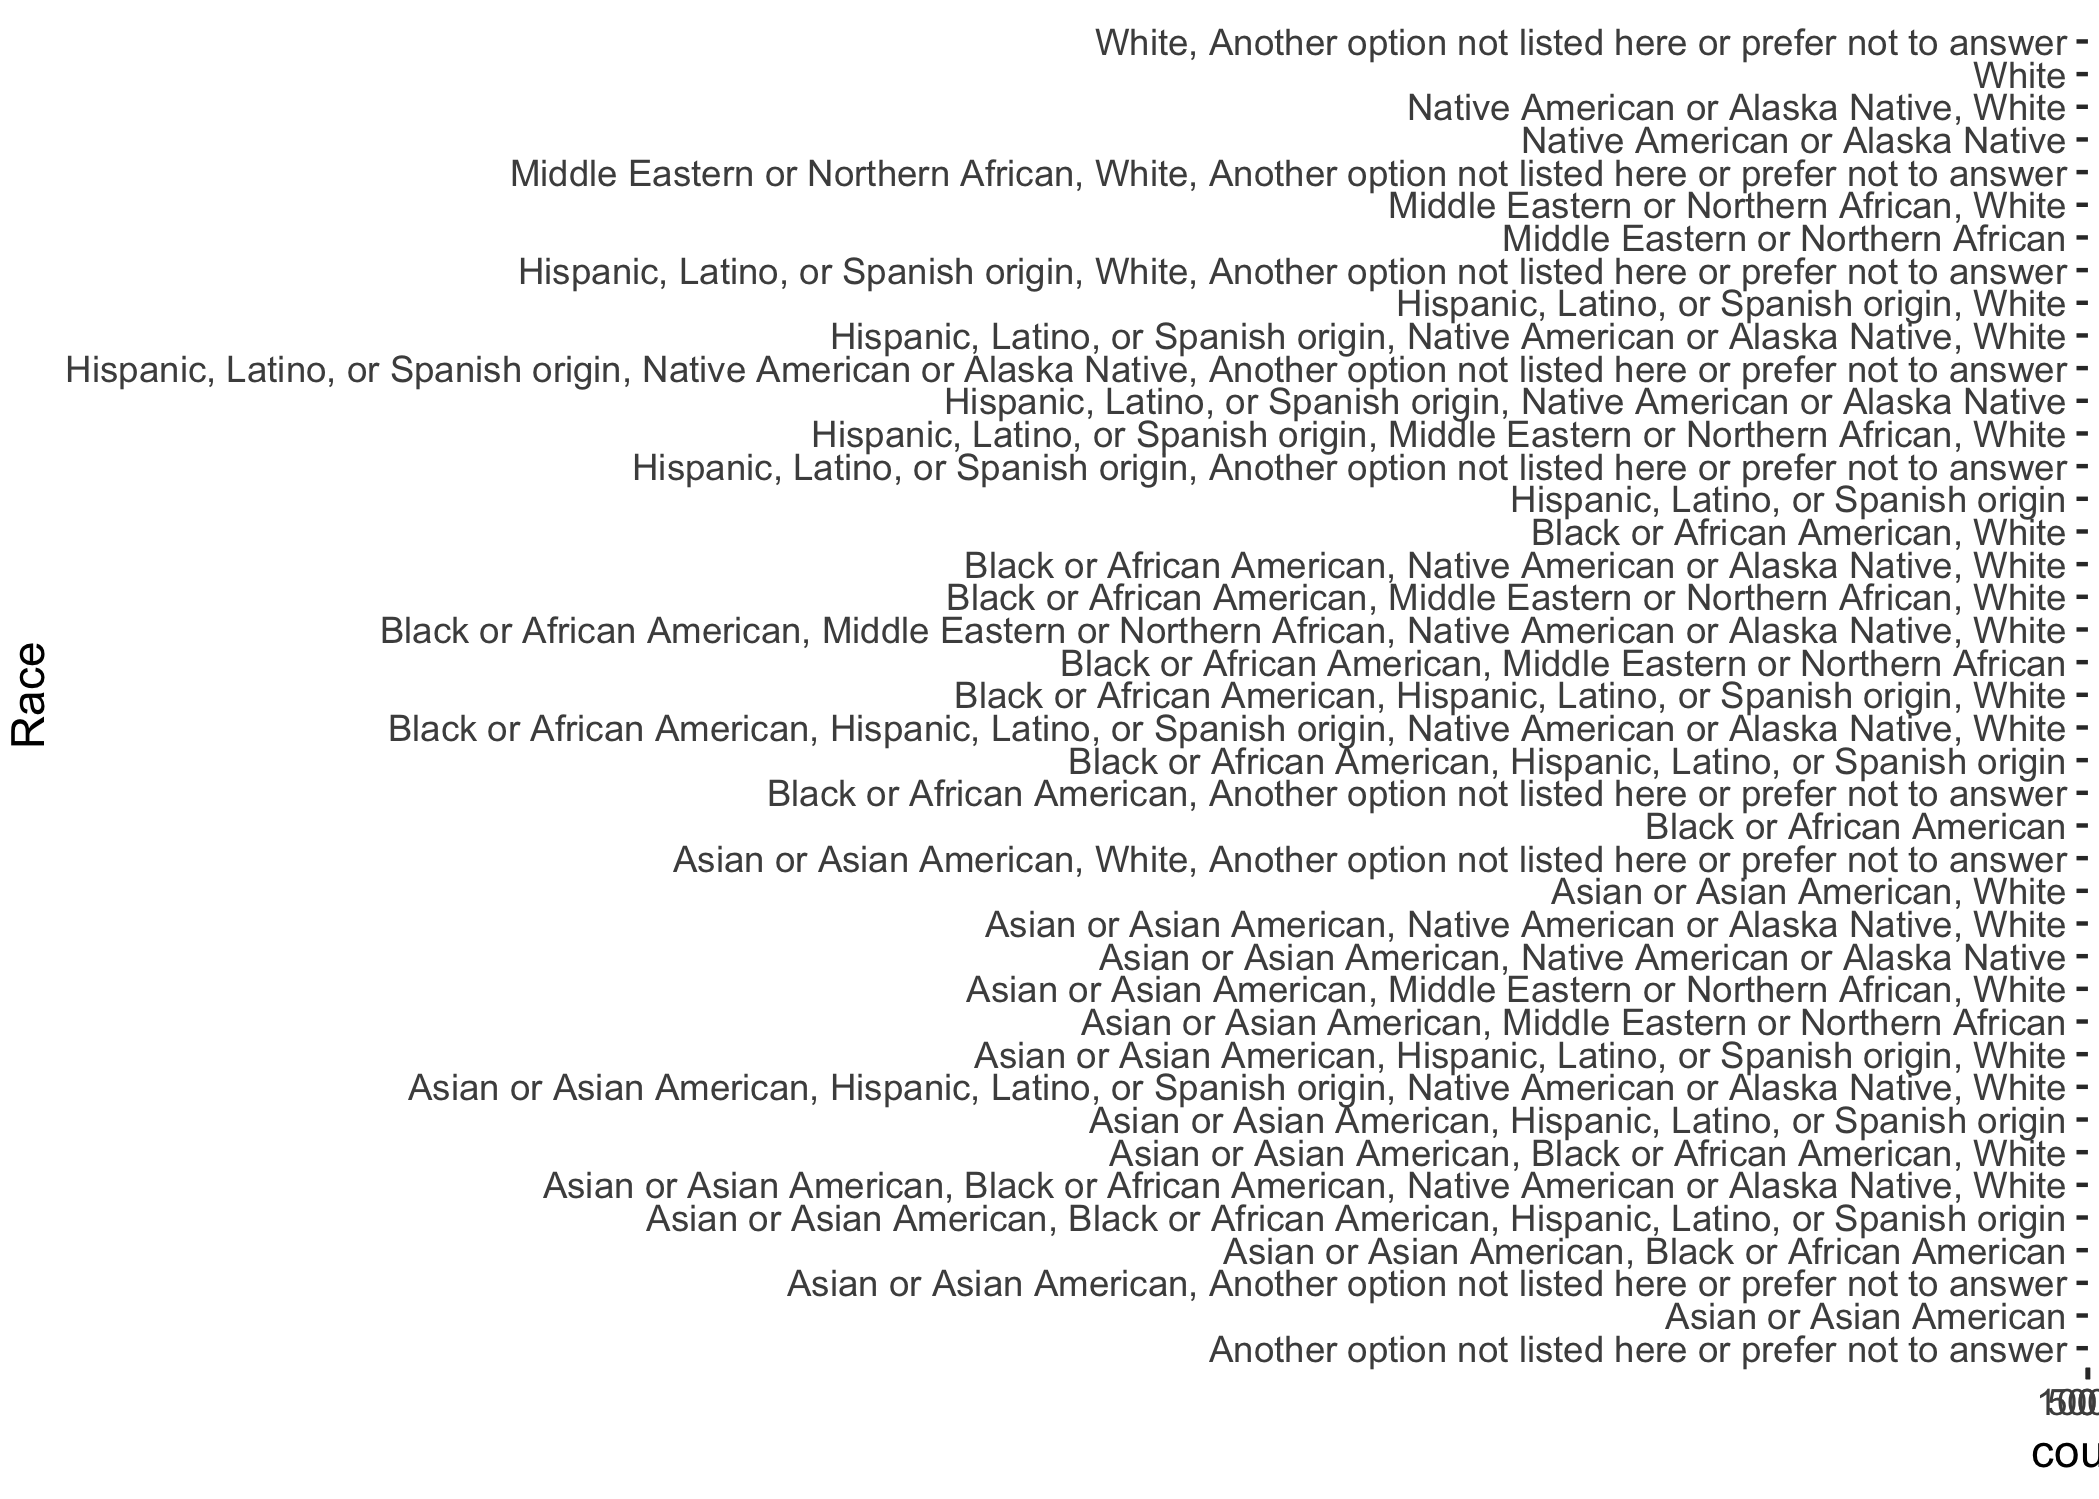 White, Another option not listed here or prefer not to answer
White
Native American or Alaska Native, White
Native American or Alaska Native
Middle Eastern or Northern African, White, Another option not listed here or prefer not to answer
Middle Eastern or Northern African, White
Middle Eastern or Northern African
Hispanic, Latino, or Spanish origin, White, Another option not listed here or prefer not to answer
Hispanic, Latino, or Spanish origin, White
Hispanic, Latino, or Spanish origin, Native American or Alaska Native, White
Hispanic, Latino, or Spanish origin, Native American or Alaska Native, Another option not listed here or prefer not to answer
Hispanic, Latino, or Spanish origin, Native American or Alaska Native
Hispanic, Latino, or Spanish origin, Middle Eastern or Northern African, White
Hispanic, Latino, or Spanish origin, Another option not listed here or prefer not to answer
Hispanic, Latino, or Spanish origin
Black or African American, White
Black or African American, Native American or Alaska Native, White
Black or African American, Middle Eastern or Northern African, White
Black or African American, Middle Eastern or Northern African, Native American or Alaska Native, White
Black or African American, Middle Eastern or Northern African
Black or African American, Hispanic, Latino, or Spanish origin, White
Black or African American, Hispanic, Latino, or Spanish origin, Native American or Alaska Native, White
Black or African American, Hispanic, Latino, or Spanish origin
Black or African American, Another option not listed here or prefer not to answer
Black or African American
Asian or Asian American, White, Another option not listed here or prefer not to answer
Asian or Asian American, White
Asian or Asian American, Native American or Alaska Native, White
Asian or Asian American, Native American or Alaska Native
Asian or Asian American, Middle Eastern or Northern African, White
Asian or Asian American, Middle Eastern or Northern African
Asian or Asian American, Hispanic, Latino, or Spanish origin, White
Asian or Asian American, Hispanic, Latino, or Spanish origin, Native American or Alaska Native, White
Asian or Asian American, Hispanic, Latino, or Spanish origin
Asian or Asian American, Black or African American, White
Asian or Asian American, Black or African American, Native American or Alaska Native, White
Asian or Asian American, Black or African American, Hispanic, Latino, or Spanish origin
Asian or Asian American, Black or African American
Asian or Asian American, Another option not listed here or prefer not to answer
Asian or Asian American
Another option not listed here or prefer not to answer
Race
cou